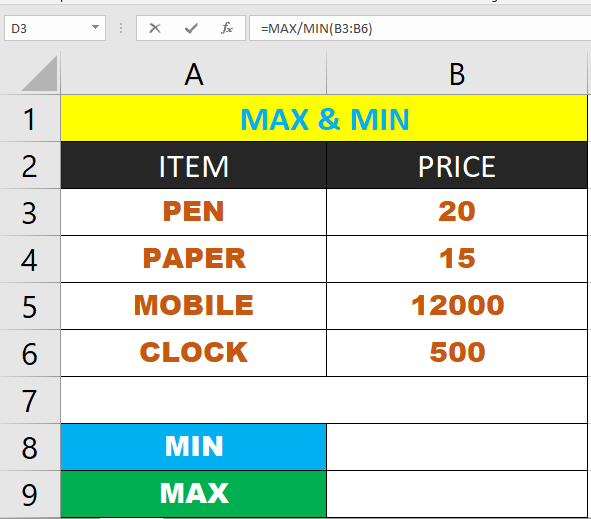 D3 fx =MAX/MIN(B3:B6)
A B
1 MAX & MIN
2 ITEM PRICE
3 PEN 20
4 PAPER 15
5 MOBILE 12000
6 CLOCK 500
7
8 MIN
9 MAX